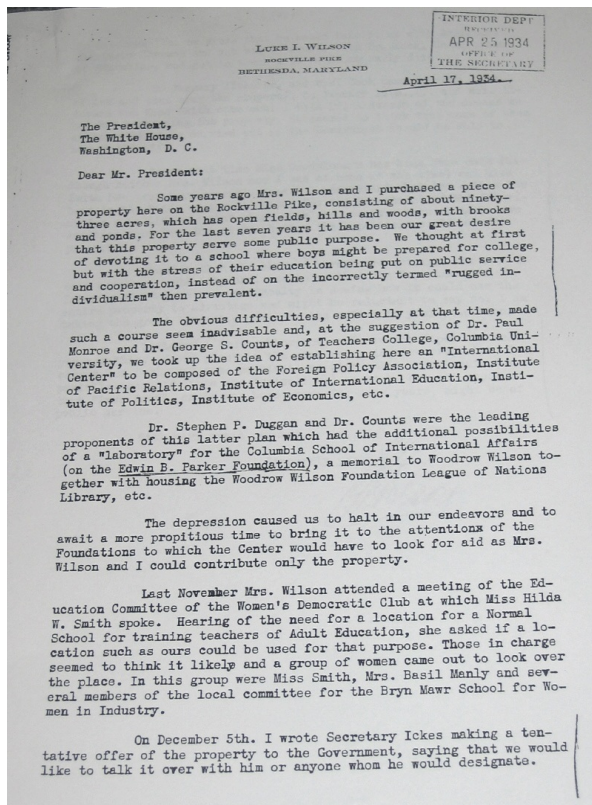 LUKE I. WILSON
ROCKVILLE PIKE
BETHESDA, MARYLAND
INTERIOR DEPT
RECEIVED
APR 25 1934
OFFICE OF
THE SECRETARY
April 17, 1934.
The President,
The White House,
Washington, D. C.
Dear Mr. President:
Some years ago Mrs. Wilson and I purchased a piece of
property here on the Rockville Pike, consisting of about ninety-
three acres, which has open fields, hills and woods, with brooks
and ponds. For the last seven years it has been our great desire
that this property serve some public purpose. We thought at first
of devoting it to a school where boys might be prepared for college,
but with the stress of their education being put on public service
and cooperation, instead of on the incorrectly termed "rugged in-
dividualism" then prevalent.
The obvious difficulties, especially at that time, made
such a course seem inadvisable and, at the suggestion of Dr. Paul
Monroe and Dr. George S. Counts, of Teachers College, Columbia Uni-
versity, we took up the idea of establishing here an "International
Center" to be composed of the Foreign Policy Association, Institute
of Pacific Relations, Institute of International Education, Insti-
tute of Politics, Institute of Economics, etc.
Dr. Stephen P. Duggan and Dr. Counts were the leading
proponents of this latter plan which had the additional possibilities
of a "laboratory" for the Columbia School of International Affairs
(on the Edwin B. Parker Foundation), a memorial to Woodrow Wilson to-
gether with housing the Woodrow Wilson Foundation League of Nations
Library, etc.
The depression caused us to halt in our endeavors and to
await a more propitious time to bring it to the attention of the
Foundations to which the Center would have to look for aid as Mrs.
Wilson and I could contribute only the property.
Last November Mrs. Wilson attended a meeting of the Ed-
ucation Committee of the Women's Democratic Club at which Miss Hilda
W. Smith spoke. Hearing of the need for a location for a Normal
School for training teachers of Adult Education, she asked if a lo-
cation such as ours could be used for that purpose. Those in charge
seemed to think it likely and a group of women came out to look over
the place. In this group were Miss Smith, Mrs. Basil Manly and sev-
eral members of the local committee for the Bryn Mawr School for Wo-
men in Industry.
On December 5th. I wrote Secretary Ickes making a ten-
tative offer of the property to the Government, saying that we would
like to talk it over with him or anyone whom he would designate.